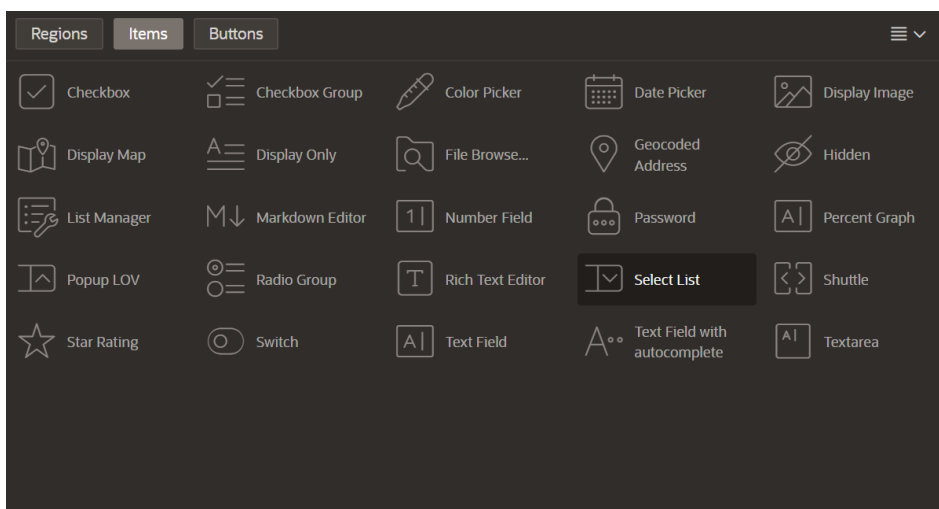 Regions Items Buttons
Checkbox Checkbox Group Color Picker Date Picker Display Image
Display Map Display Only File Browse... Geocoded Address Hidden
List Manager Markdown Editor Number Field Password Percent Graph
Popup LOV Radio Group Rich Text Editor Select List Shuttle
Star Rating Switch Text Field Text Field with autocomplete Textarea